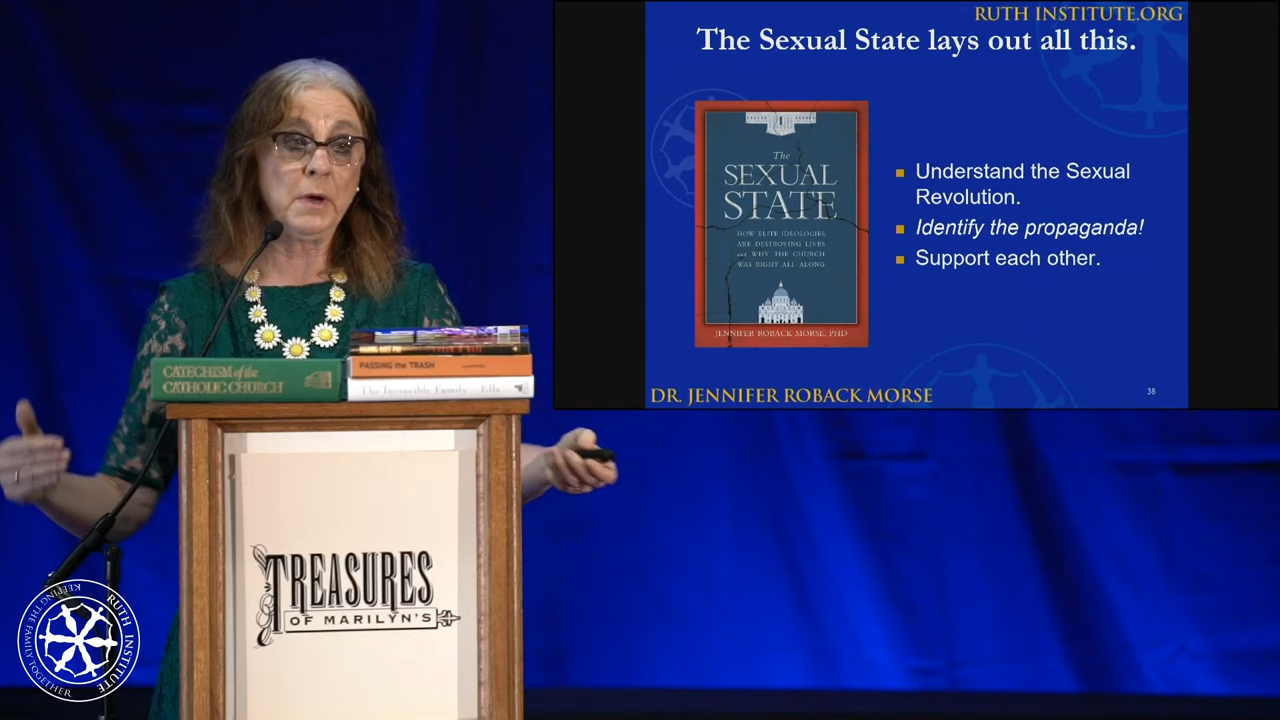 RUTH INSTITUTE.ORG
The Sexual State lays out all this.
The
SEXUAL
STATE
HOW ELITE IDEOLOGIES
ARE DESTROYING LIVES
and WHY THE CHURCH
WAS RIGHT ALL ALONG
JENNIFER ROBACK MORSE, PHD
Understand the Sexual
Revolution.
Identify the propaganda!
Support each other.
DR. JENNIFER ROBACK MORSE
38
CATECHISM of the
CATHOLIC CHURCH
PASSING the TRASH
The Invisible Family
TREASURES
OF MARILYN'S
RUTH INSTITUTE
KEEPING THE FAMILY TOGETHER